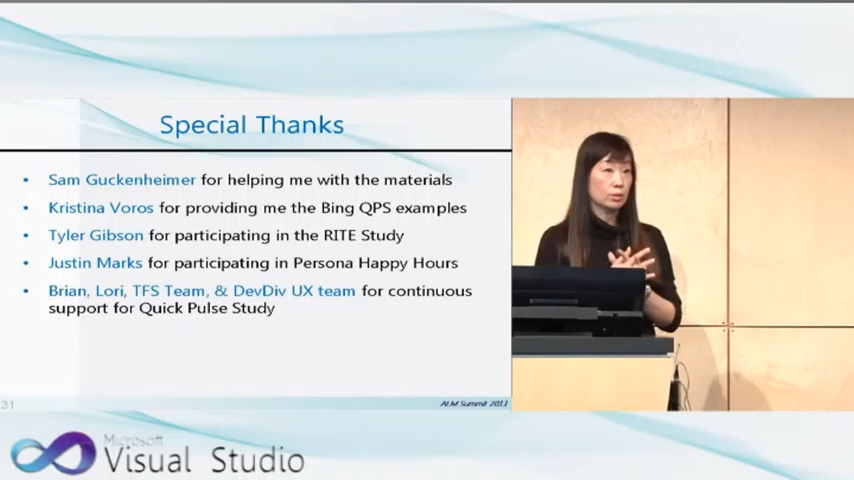 Special Thanks
• Sam Guckenheimer for helping me with the materials
• Kristina Voros for providing me the Bing QPS examples
• Tyler Gibson for participating in the RITE Study
• Justin Marks for participating in Persona Happy Hours
• Brian, Lori, TFS Team, & DevDiv UX team for continuous
support for Quick Pulse Study
31
ALM Summit 2011
Microsoft
Visual Studio